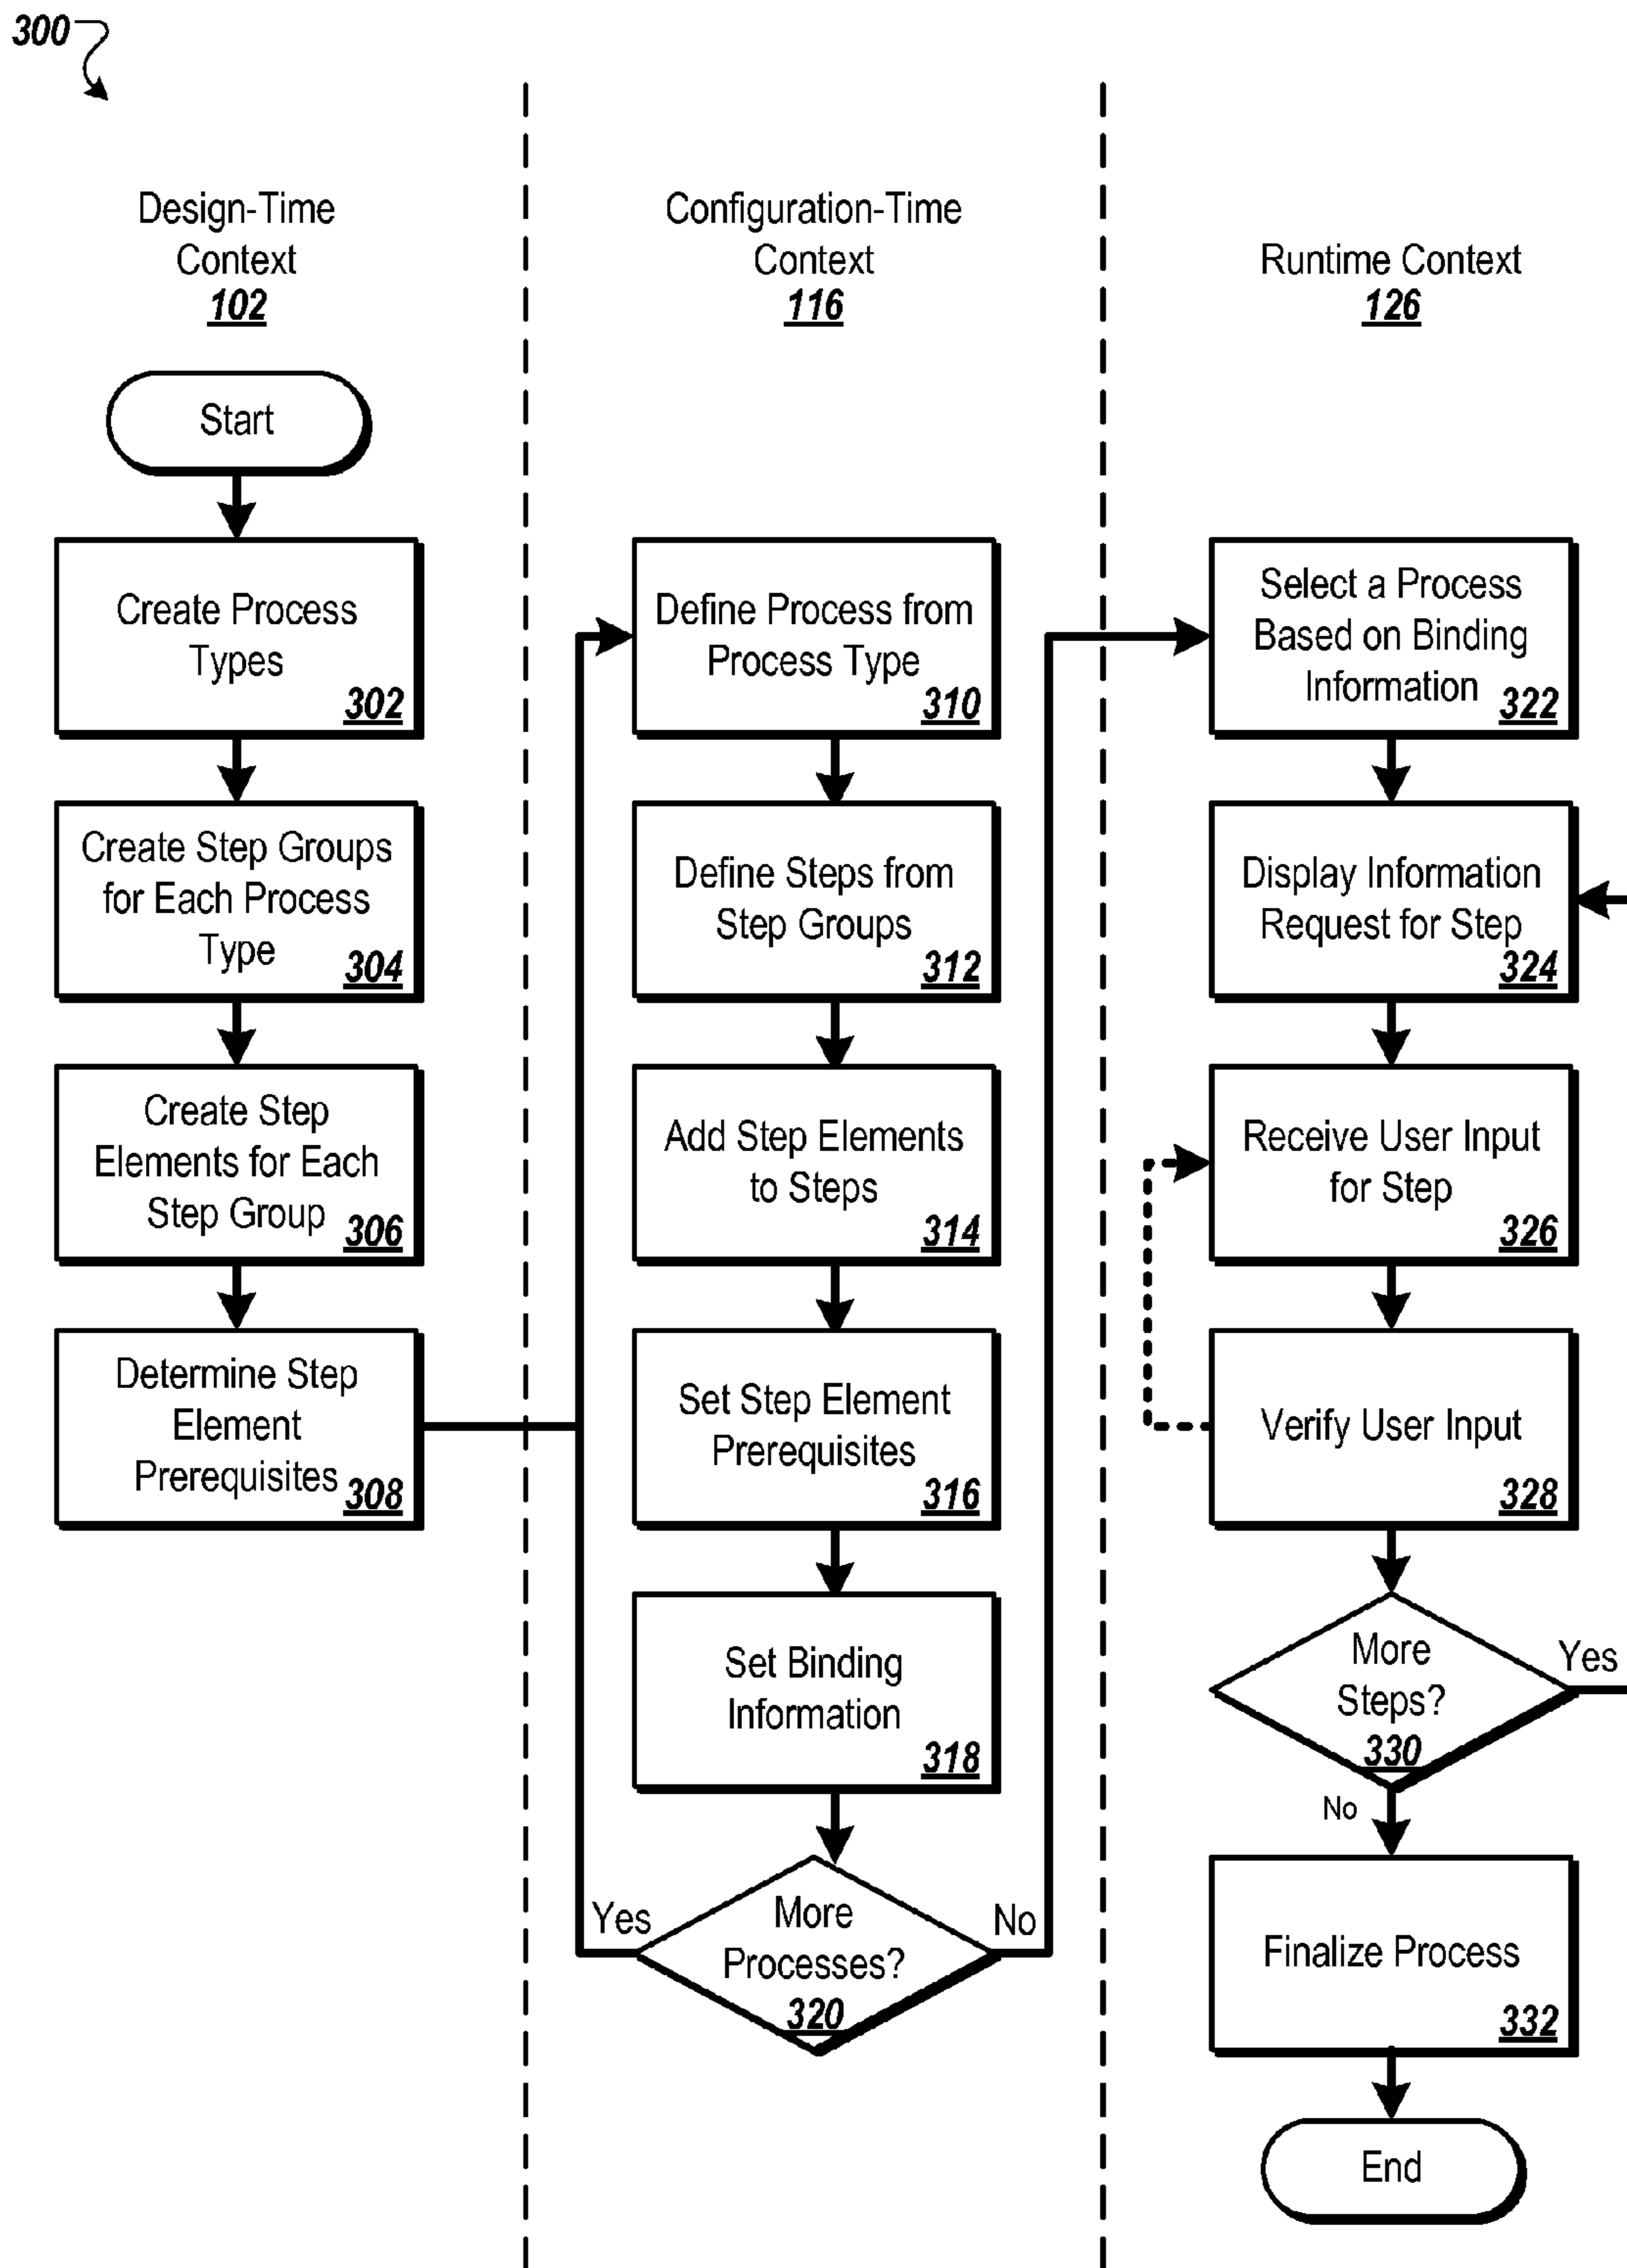 300
Design-Time
Context
102
Start
Create Process
Types
302
Create Step Groups
for Each Process
Type
304
Create Step
Elements for Each
Step Group
306
Determine Step
Element
Prerequisites
308
Configuration-Time
Context
116
Define Process from
Process Type
310
Define Steps from
Step Groups
312
Add Step Elements
to Steps
314
Set Step Element
Prerequisites
316
Set Binding
Information
318
Yes
More
Processes?
320
No
Runtime Context
126
Select a Process
Based on Binding
Information
322
Display Information
Request for Step
324
Receive User Input
for Step
326
Verify User Input
328
More
Steps?
330
Yes
No
Finalize Process
332
End